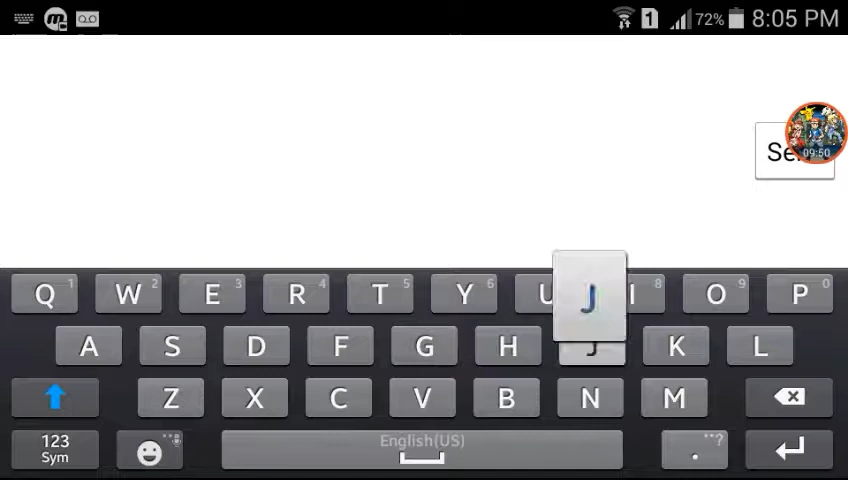 1 72% 8:05 PM
Se
09:50
J
Q 1 W 2 E 3 R 4 T 5 Y 6 U I 8 O 9 P 0
A S D F G H J K L
Z X C V B N M
123 Sym English(US) . ?